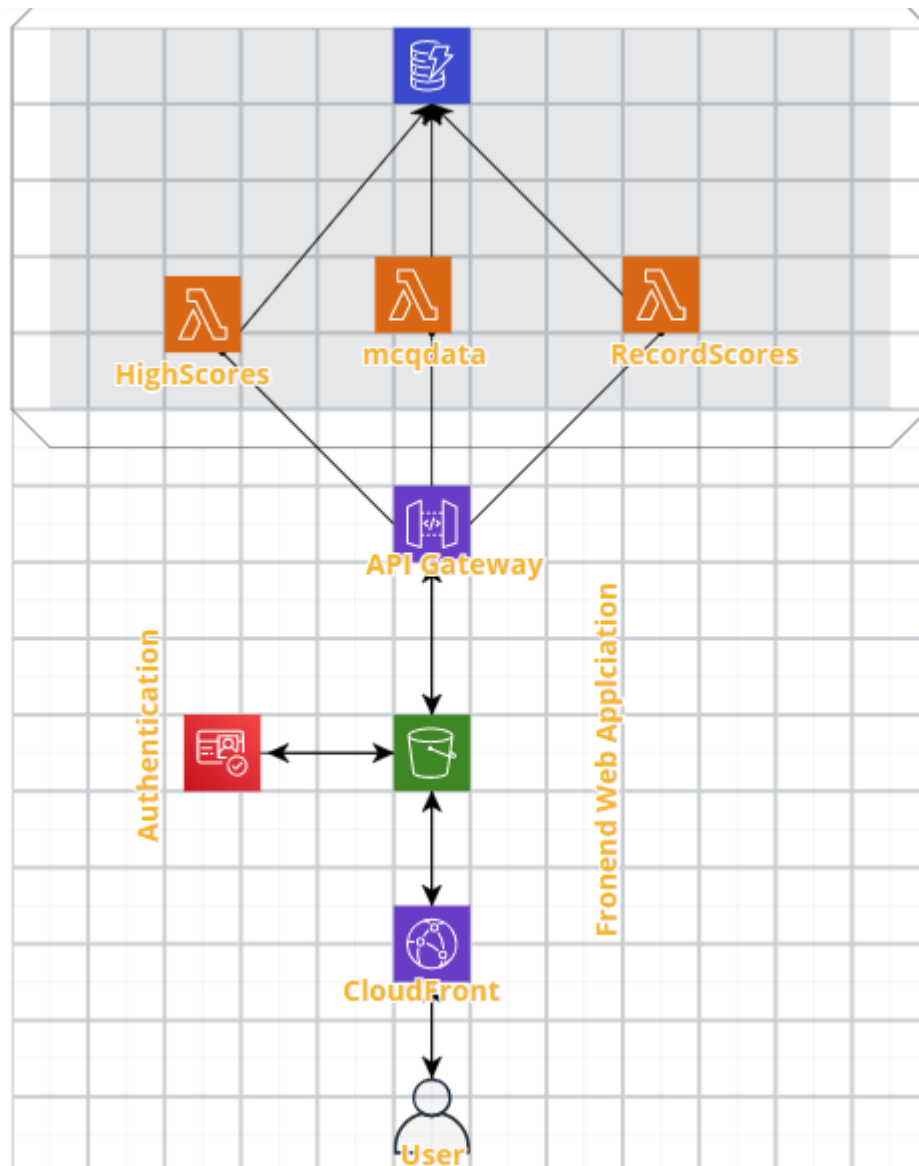 HighScores
mcqdata
RecordScores
API Gateway
Authentication
Fronend Web Applciation
CloudFront
User